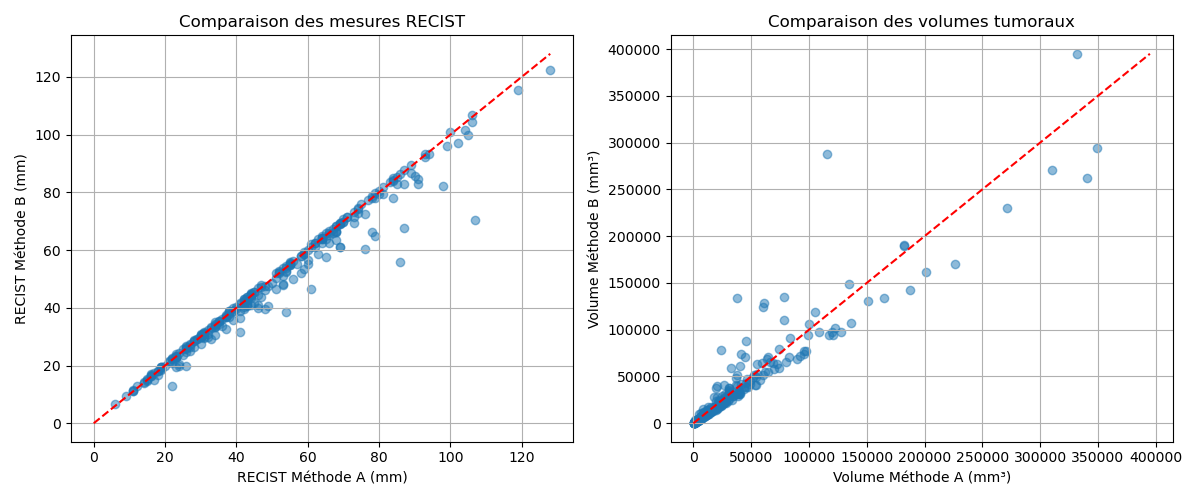 Comparaison des mesures RECIST
120
100
80
60
40
20
0
RECIST Méthode B (mm)
0 20 40 60 80 100 120
RECIST Méthode A (mm)
Comparaison des volumes tumoraux
400000
350000
300000
250000
200000
150000
100000
50000
0
Volume Méthode B (mm³)
0 50000 100000 150000 200000 250000 300000 350000 400000
Volume Méthode A (mm³)